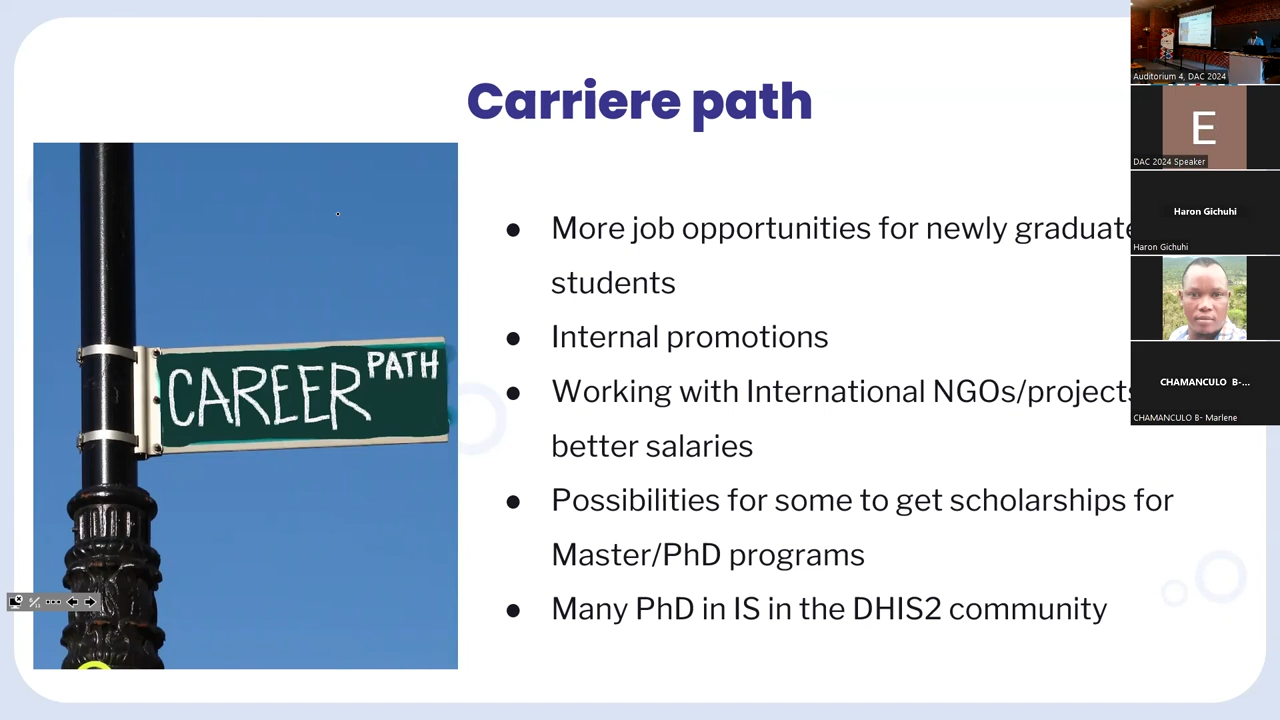 Carriere path
CAREER PATH
● More job opportunities for newly graduate
students
● Internal promotions
● Working with International NGOs/projects
better salaries
● Possibilities for some to get scholarships for
Master/PhD programs
● Many PhD in IS in the DHIS2 community
Auditorium 4, DAC 2024
E
DAC 2024 Speaker
Haron Gichuhi
Haron Gichuhi
CHAMANCULO B-...
CHAMANCULO B- Marlene